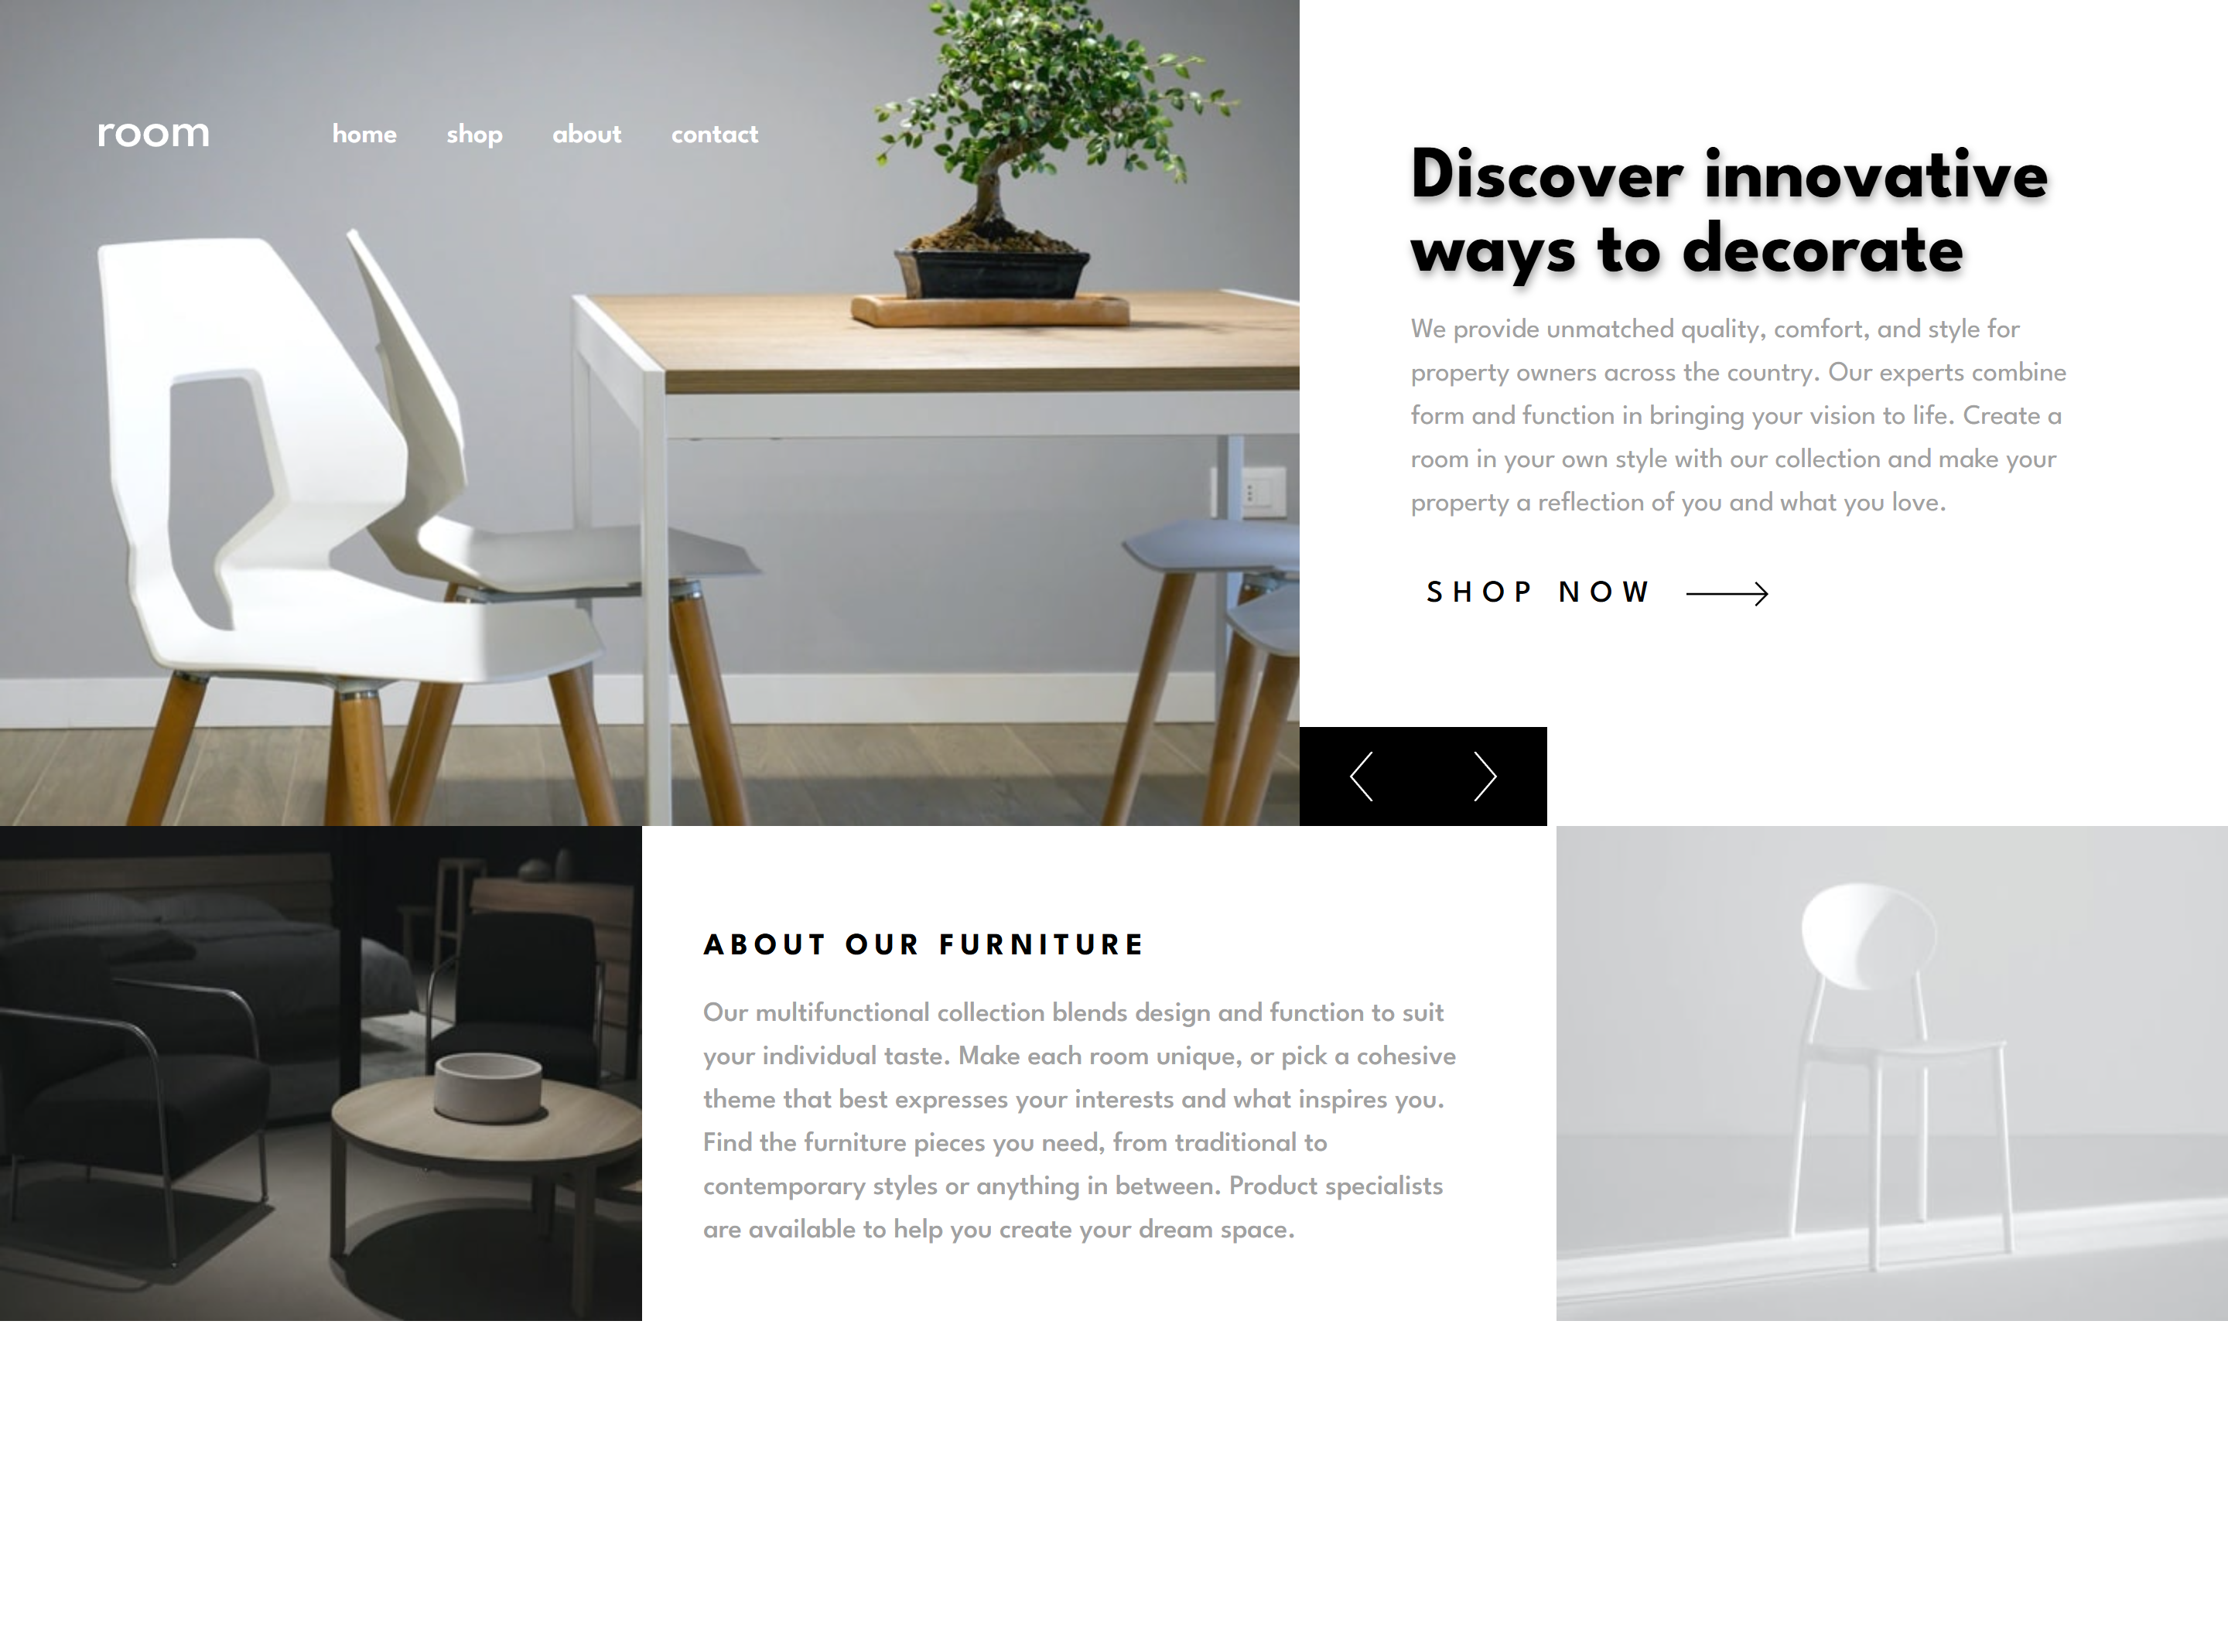 room
home shop about contact
Discover innovative
ways to decorate
We provide unmatched quality, comfort, and style for
property owners across the country. Our experts combine
form and function in bringing your vision to life. Create a
room in your own style with our collection and make your
property a reflection of you and what you love.
SHOP NOW
ABOUT OUR FURNITURE
Our multifunctional collection blends design and function to suit
your individual taste. Make each room unique, or pick a cohesive
theme that best expresses your interests and what inspires you.
Find the furniture pieces you need, from traditional to
contemporary styles or anything in between. Product specialists
are available to help you create your dream space.